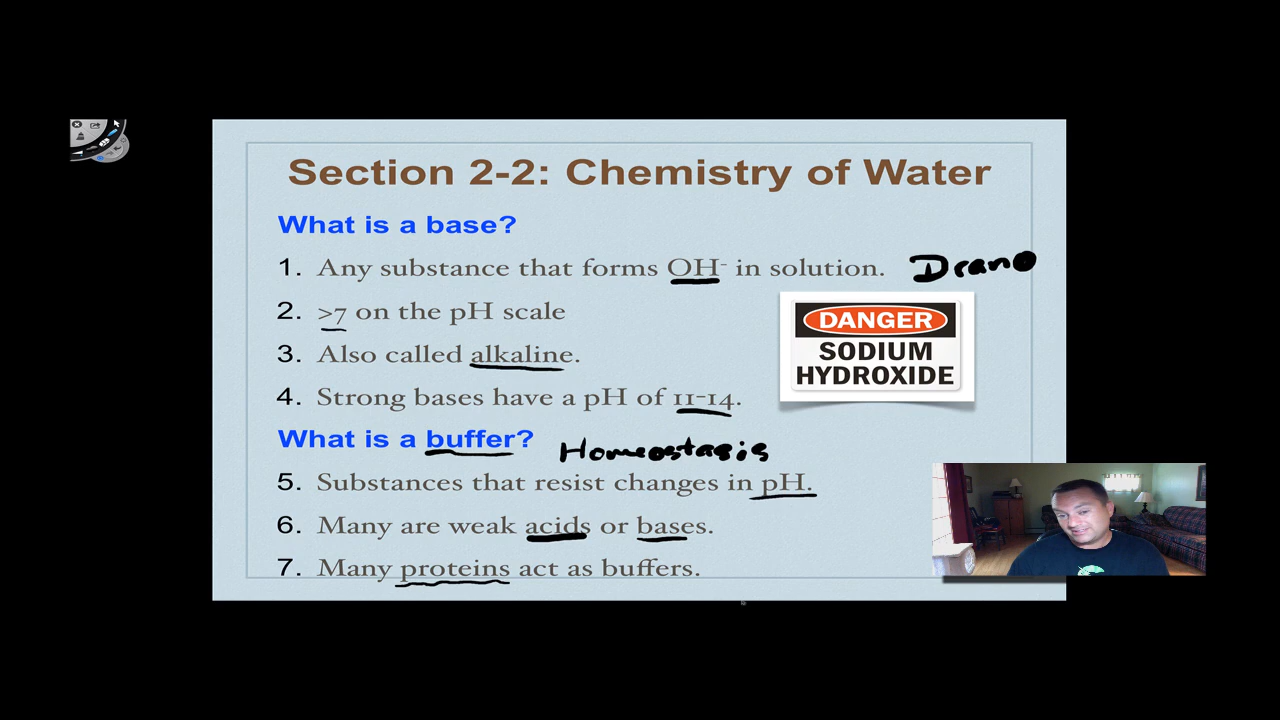 Section 2-2: Chemistry of Water
What is a base?
1. Any substance that forms OH⁻ in solution. Drano
2. >7 on the pH scale
DANGER
3. Also called alkaline.
SODIUM
HYDROXIDE
4. Strong bases have a pH of 11-14.
What is a buffer? Homeostasis
5. Substances that resist changes in pH.
6. Many are weak acids or bases.
7. Many proteins act as buffers.